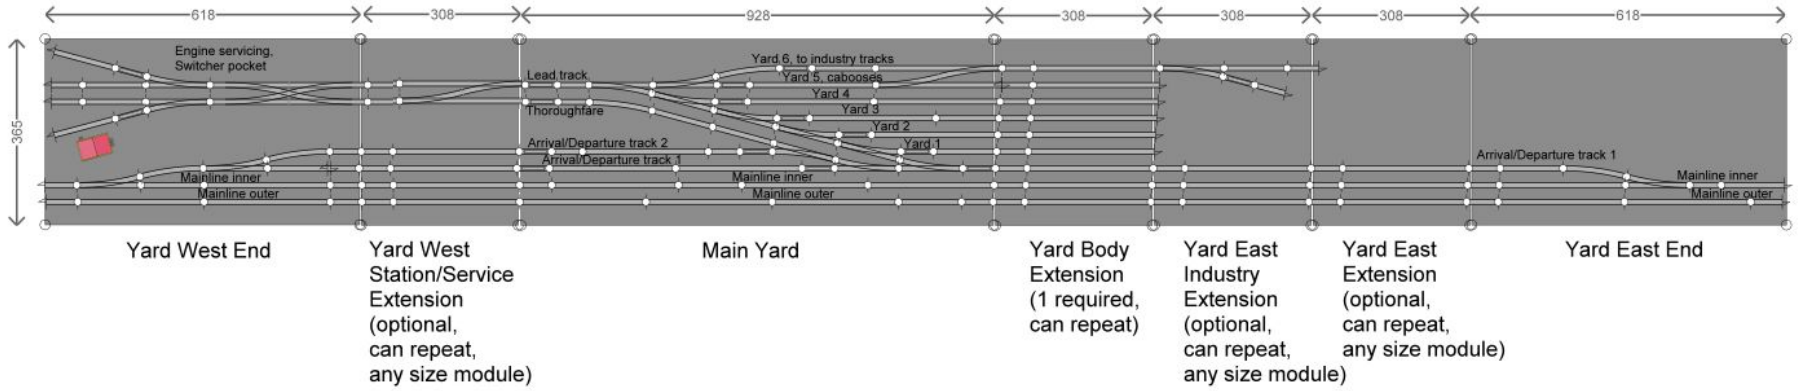 618
308
928
308
308
308
618
365
Engine servicing,
Switcher pocket
Lead track
Thoroughfare
Yard 6, to industry tracks
Yard 5, cabooses
Yard 4
Yard 3
Yard 2
Yard 1
Arrival/Departure track 2
Arrival/Departure track 1
Arrival/Departure track 1
Mainline inner
Mainline inner
Mainline inner
Mainline outer
Mainline outer
Mainline outer
Yard West End
Yard West
Station/Service
Extension
(optional,
can repeat,
any size module)
Main Yard
Yard Body
Extension
(1 required,
can repeat)
Yard East
Industry
Extension
(optional,
can repeat,
any size module)
Yard East
Extension
(optional,
can repeat,
any size module)
Yard East End